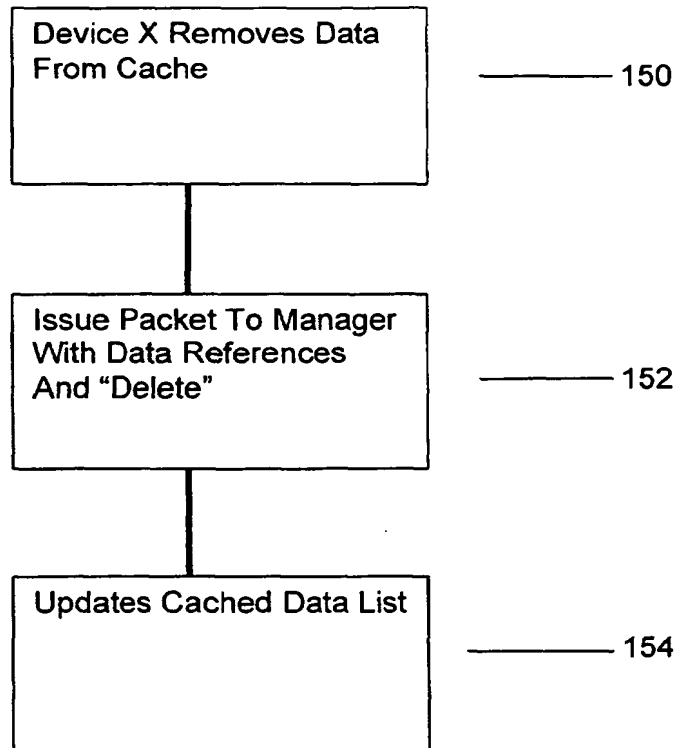 Device X Removes Data
From Cache
150
Issue Packet To Manager
With Data References
And “Delete”
152
Updates Cached Data List
154